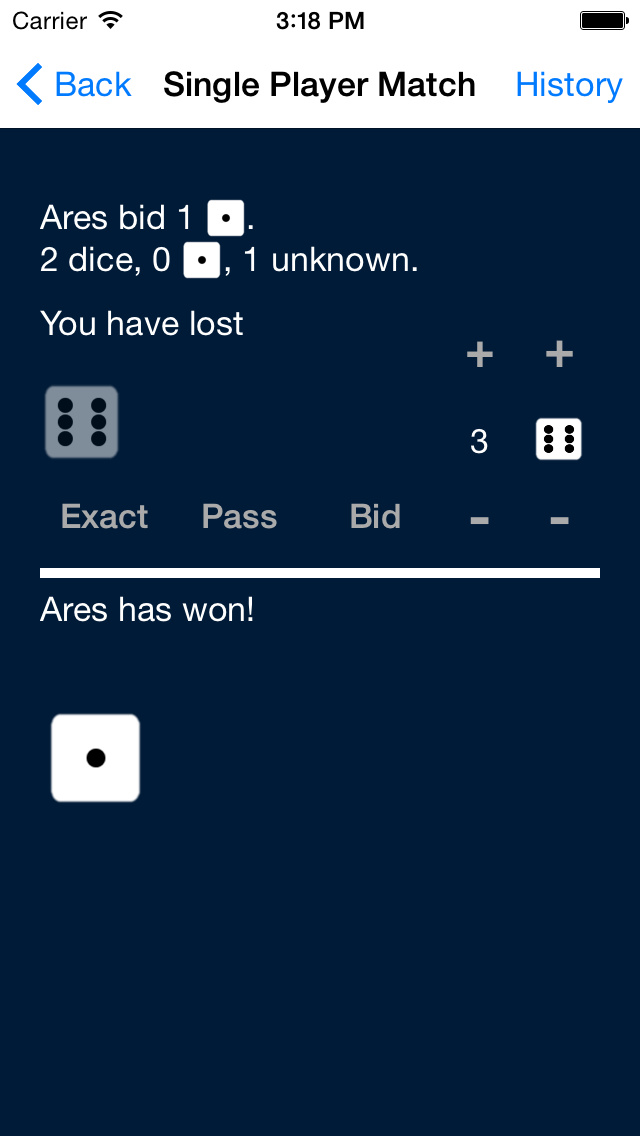 Carrier 3:18 PM
Back Single Player Match History
Ares bid 1 .
2 dice, 0 , 1 unknown.
You have lost
+ +
3
Exact Pass Bid - -
Ares has won!